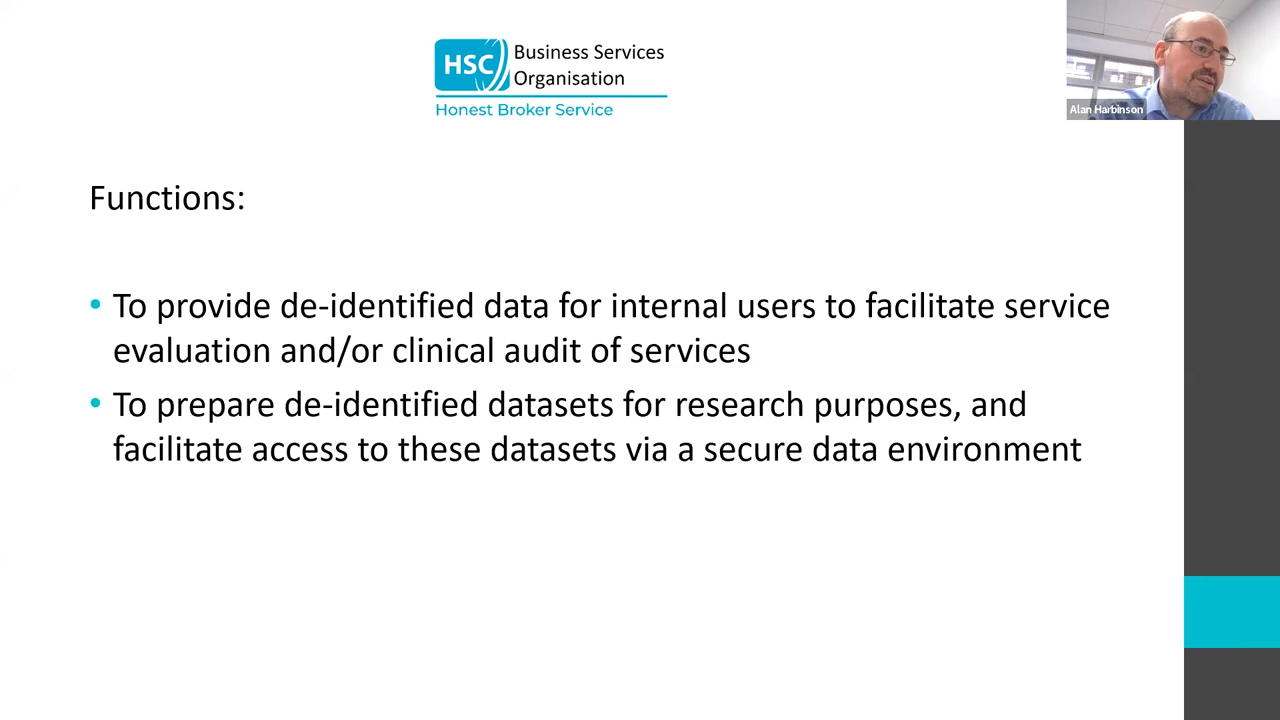 HSC
Business Services
Organisation
Honest Broker Service
Alan Harbinson
Functions:
• To provide de-identified data for internal users to facilitate service
evaluation and/or clinical audit of services
• To prepare de-identified datasets for research purposes, and
facilitate access to these datasets via a secure data environment